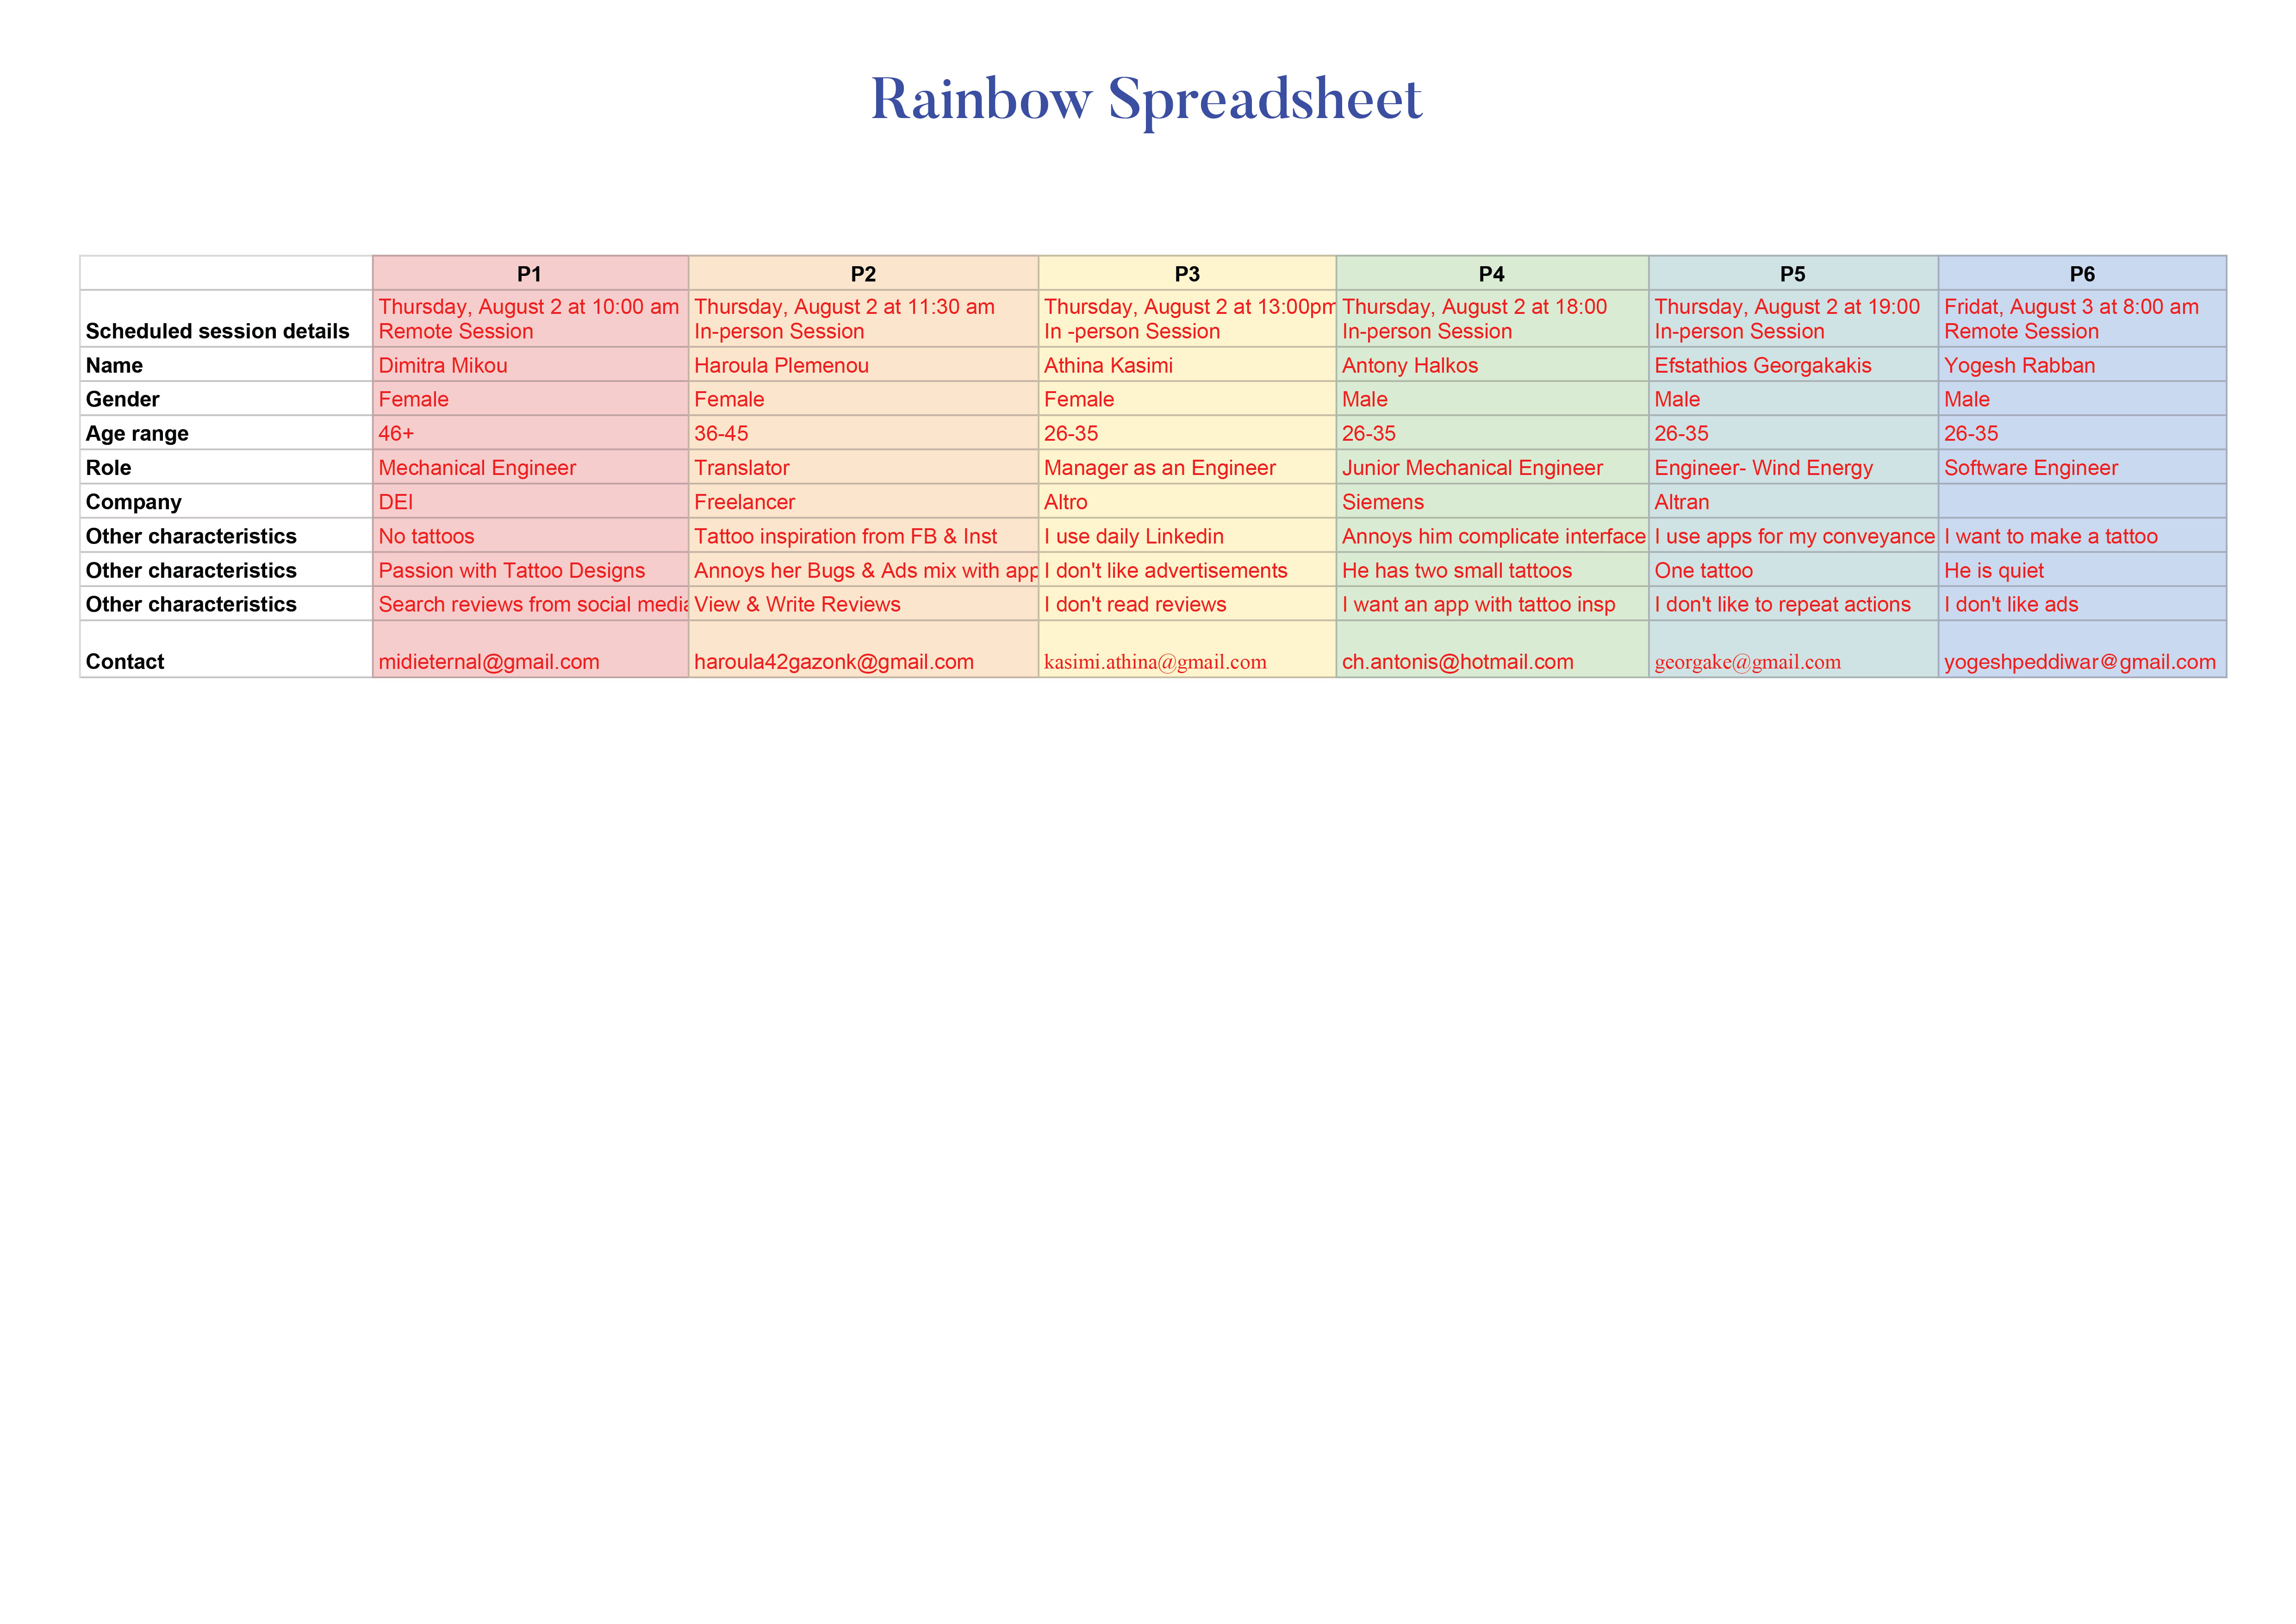 Rainbow Spreadsheet
P1 P2 P3 P4 P5 P6
Thursday, August 2 at 10:00 am Thursday, August 2 at 11:30 am Thursday, August 2 at 13:00pm Thursday, August 2 at 18:00 Thursday, August 2 at 19:00 Fridat, August 3 at 8:00 am
Scheduled session details Remote Session In-person Session In -person Session In-person Session In-person Session Remote Session
Name Dimitra Mikou Haroula Plemenou Athina Kasimi Antony Halkos Efstathios Georgakakis Yogesh Rabban
Gender Female Female Female Male Male Male
Age range 46+ 36-45 26-35 26-35 26-35 26-35
Role Mechanical Engineer Translator Manager as an Engineer Junior Mechanical Engineer Engineer- Wind Energy Software Engineer
Company DEI Freelancer Altro Siemens Altran
Other characteristics No tattoos Tattoo inspiration from FB & Inst I use daily Linkedin Annoys him complicate interface I use apps for my conveyance I want to make a tattoo
Other characteristics Passion with Tattoo Designs Annoys her Bugs & Ads mix with app I don't like advertisements He has two small tattoos One tattoo He is quiet
Other characteristics Search reviews from social media View & Write Reviews I don't read reviews I want an app with tattoo insp I don't like to repeat actions I don't like ads
Contact midieternal@gmail.com haroula42gazonk@gmail.com kasimi.athina@gmail.com ch.antonis@hotmail.com georgake@gmail.com yogeshpeddiwar@gmail.com